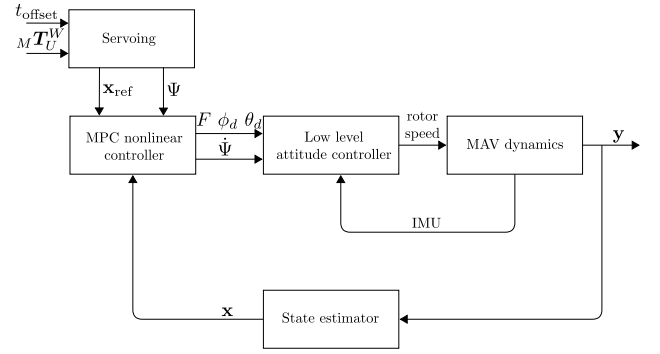 t_offset
_M T_U^W
Servoing
x_ref
Ψ
MPC nonlinear
controller
F ϕ_d θ_d
Ψ̇
Low level
attitude controller
rotor
speed
MAV dynamics
y
IMU
x
State estimator